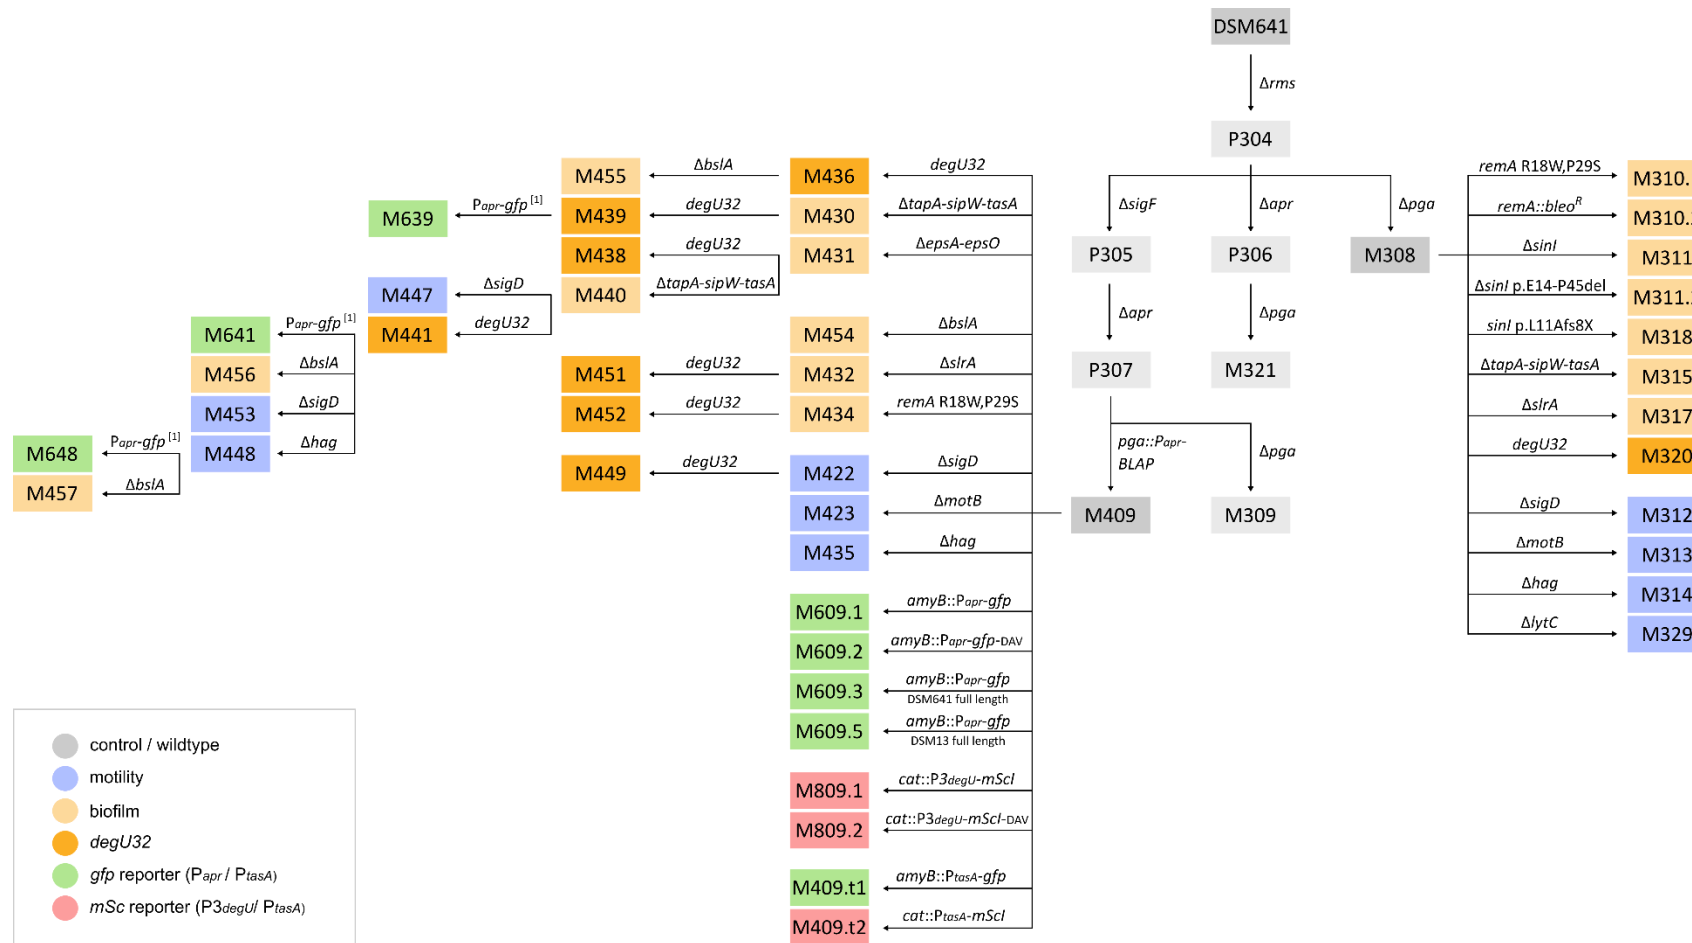 DSM641
Δrms
P304
ΔsigF
Δapr
Δpga
P305
P306
M308
Δapr
Δpga
P307
M321
pga::Papr-
BLAP
Δpga
M409
M309
remA R18W,P29S
M310.
remA::bleoR
M310.
ΔsinI
M311
ΔsinI p.E14-P45del
M311.
sinI p.L11Afs8X
M318
ΔtapA-sipW-tasA
M315
ΔslrA
M317
degU32
M320
ΔsigD
M312
ΔmotB
M313
Δhag
M314
ΔlytC
M329
M455
ΔbslA
M436
degU32
M639
Papr-gfp [1]
M439
degU32
M430
ΔtapA-sipW-tasA
M438
degU32
M431
ΔepsA-epsO
M447
ΔsigD
M440
ΔtapA-sipW-tasA
M641
Papr-gfp [1]
M441
degU32
M454
ΔbslA
M456
ΔbslA
M451
degU32
M432
ΔslrA
M453
ΔsigD
M452
degU32
M434
remA R18W,P29S
M648
Papr-gfp [1]
M448
Δhag
M449
degU32
M422
ΔsigD
M457
ΔbslA
M423
ΔmotB
M435
Δhag
M609.1
amyB::Papr-gfp
M609.2
amyB::Papr-gfp-DAV
M609.3
amyB::Papr-gfp
DSM641 full length
M609.5
amyB::Papr-gfp
DSM13 full length
M809.1
cat::P3degU-mScI
M809.2
cat::P3degU-mScI-DAV
M409.t1
amyB::PtasA-gfp
M409.t2
cat::PtasA-mScI
control / wildtype
motility
biofilm
degU32
gfp reporter (Papr / PtasA)
mSc reporter (P3degU/ PtasA)